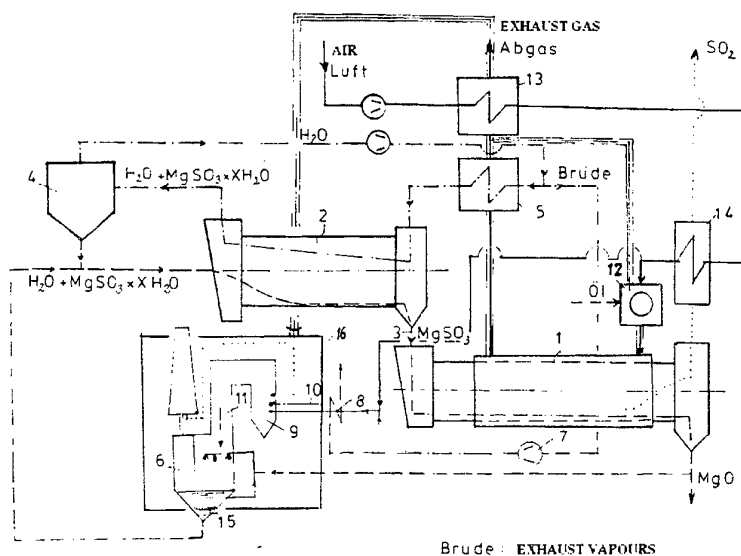 EXHAUST GAS
Abgas
AIR
Luft
SO₂
13
H₂O
4
H₂O+MgSO₃×XH₂O
Brüde
2
5
14
H₂O+MgSO₃×XH₂O
12
Öl
3
MgSO₃
16
1
10
11
8
9
6
7
MgO
15
Brüde: EXHAUST VAPOURS